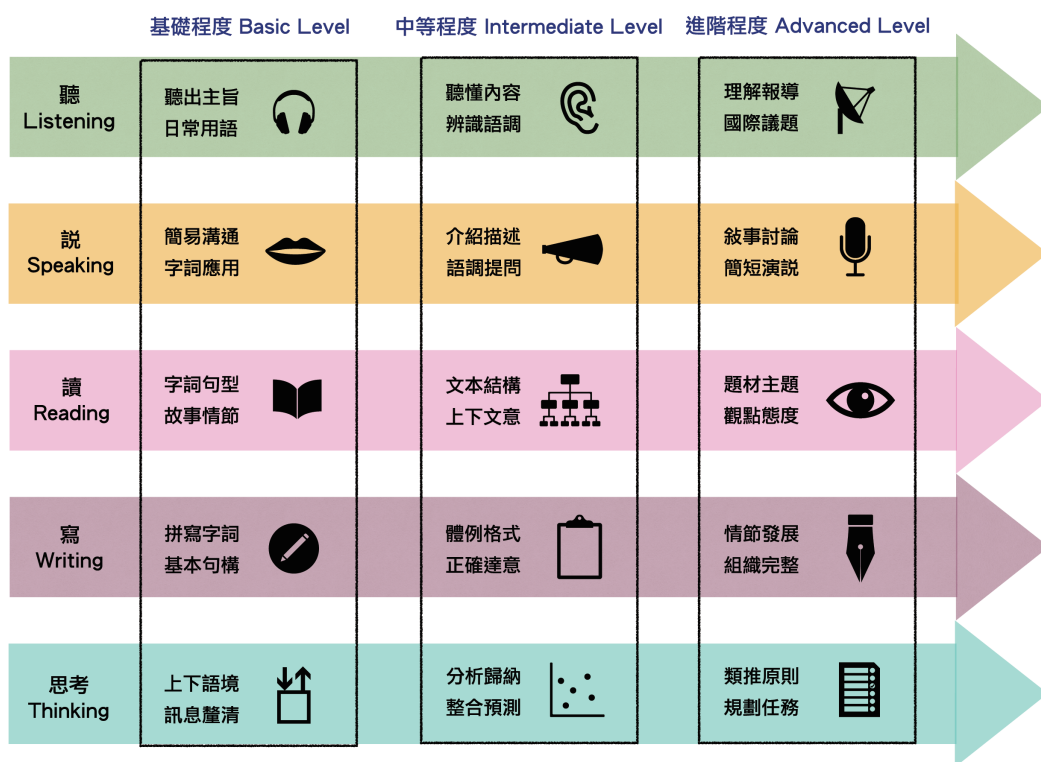 基礎程度 Basic Level
中等程度 Intermediate Level
進階程度 Advanced Level
聽
Listening
聽出主旨
日常用語
聽懂內容
辨識語調
理解報導
國際議題
説
Speaking
簡易溝通
字詞應用
介紹描述
語調提問
敍事討論
簡短演説
讀
Reading
字詞句型
故事情節
文本結構
上下文意
題材主題
觀點態度
寫
Writing
拼寫字詞
基本句構
體例格式
正確達意
情節發展
組織完整
思考
Thinking
上下語境
訊息釐清
分析歸納
整合預測
類推原則
規劃任務